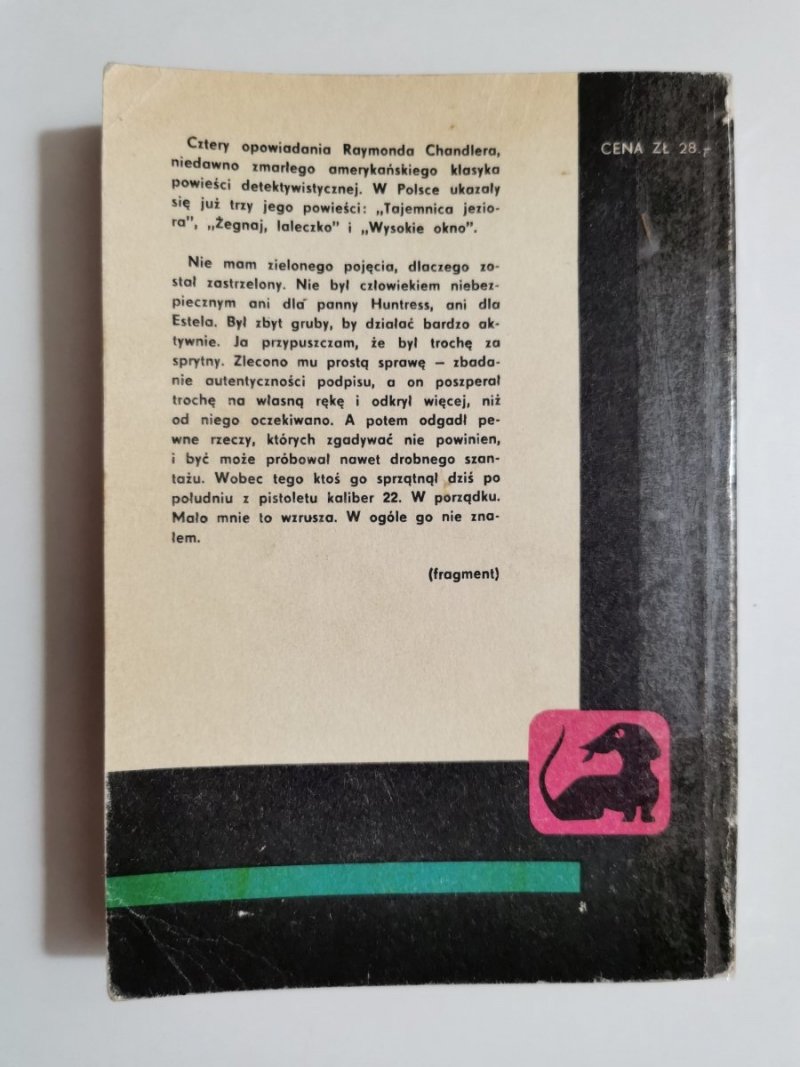 Cztery opowiadania Raymonda Chandlera,
niedawno zmarłego amerykańskiego klasyka
powieści detektywistycznej. W Polsce ukazały
się już trzy jego powieści: „Tajemnica jezio-
ra”, „Żegnaj, laleczko” i „Wysokie okno”.
Nie mam zielonego pojęcia, dlaczego zo-
stał zastrzelony. Nie był człowiekiem niebez-
piecznym ani dla panny Huntress, ani dla
Estela. Był zbyt gruby, by działać bardzo ak-
tywnie. Ja przypuszczam, że był trochę za
sprytny. Zlecono mu prostą sprawę – zbada-
nie autentyczności podpisu, a on poszperał
trochę na własną rękę i odkrył więcej, niż
od niego oczekiwano. A potem odgadł pe-
wne rzeczy, których zgadywać nie powinien,
i być może próbował nawet drobnego szan-
tażu. Wobec tego ktoś go sprzątnął dziś po
południu z pistoletu kaliber 22. W porządku.
Mało mnie to wzrusza. W ogóle go nie zna-
łem.
(fragment)
CENA ZŁ 28.-